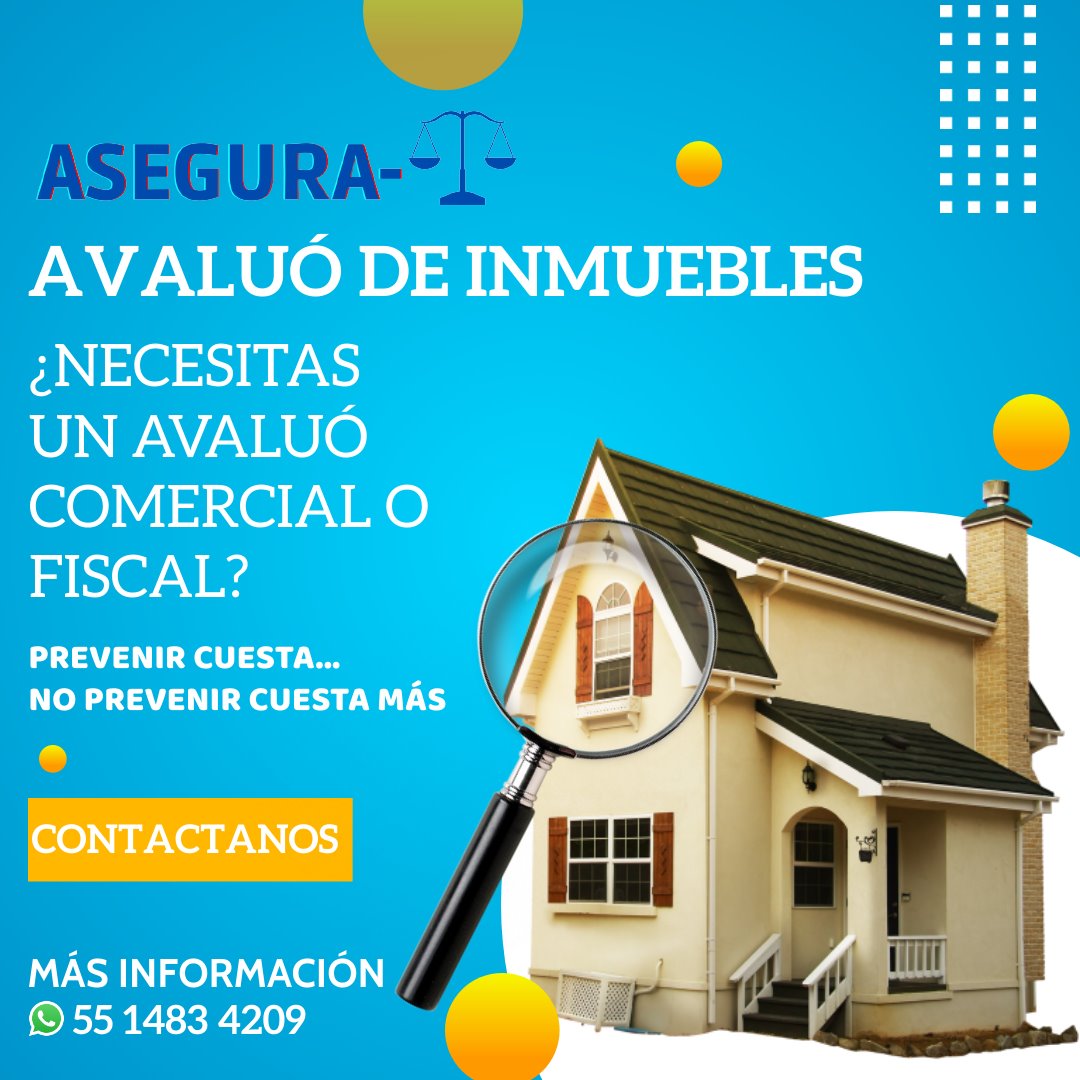 ASEGURA-
AVALUÓ DE INMUEBLES
¿NECESITAS
UN AVALUÓ
COMERCIAL O
FISCAL?
PREVENIR CUESTA...
NO PREVENIR CUESTA MÁS
CONTACTANOS
MÁS INFORMACIÓN
55 1483 4209